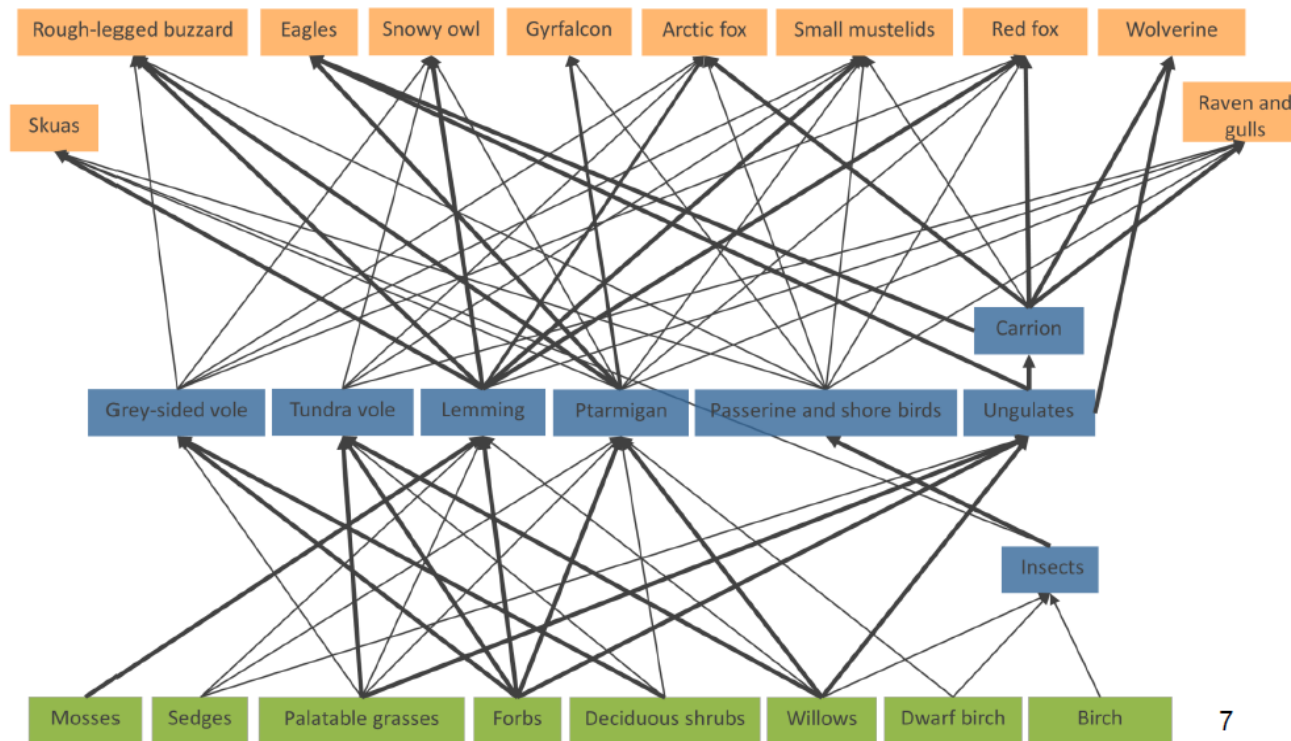 Rough-legged buzzard
Eagles
Snowy owl
Gyrfalcon
Arctic fox
Small mustelids
Red fox
Wolverine
Skuas
Raven and
gulls
Carrion
Grey-sided vole
Tundra vole
Lemming
Ptarmigan
Passerine and shore birds
Ungulates
Insects
Mosses
Sedges
Palatable grasses
Forbs
Deciduous shrubs
Willows
Dwarf birch
Birch
7